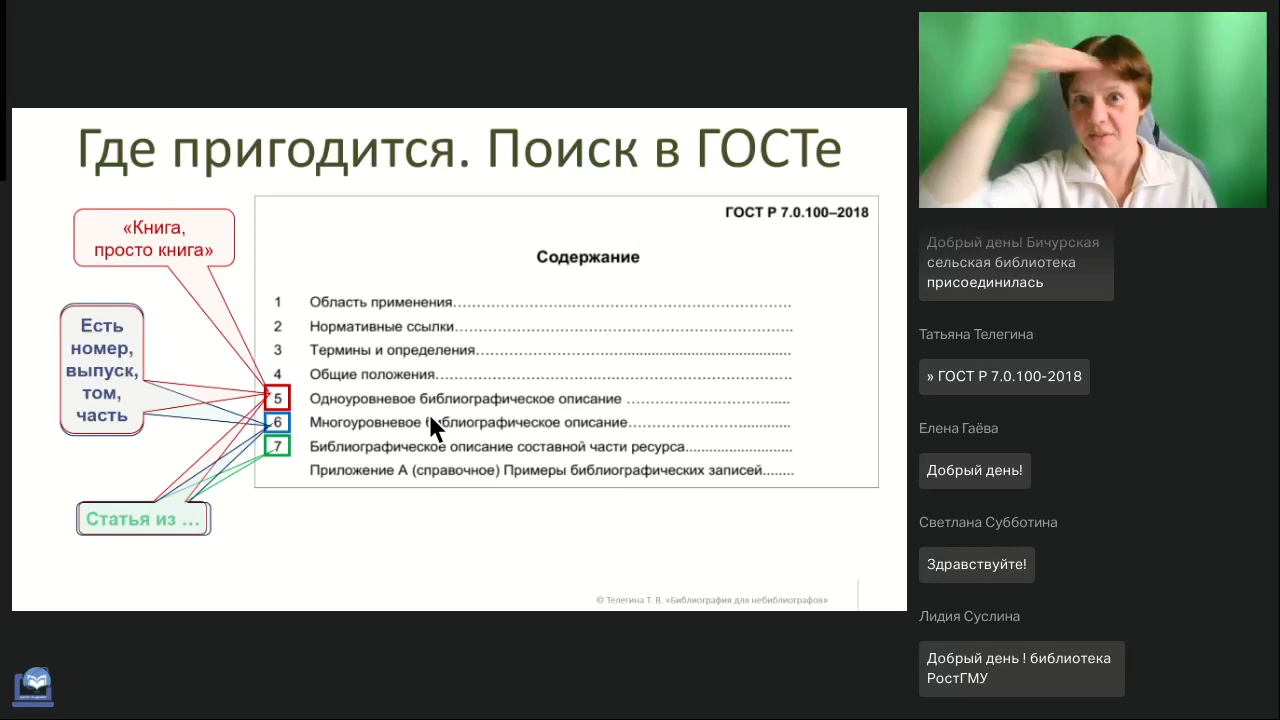 Где пригодится. Поиск в ГОСТе
«Книга,
просто книга»
Есть
номер,
выпуск,
том,
часть
Статья из ...
ГОСТ Р 7.0.100–2018
Содержание
1 Область применения
2 Нормативные ссылки
3 Термины и определения
4 Общие положения
5 Одноуровневое библиографическое описание
6 Многоуровневое библиографическое описание
7 Библиографическое описание составной части ресурса
Приложение А (справочное) Примеры библиографических записей
© Телегина Т. В. «Библиография для небиблиографов»
Добрый день! Бичурская
сельская библиотека
присоединилась
Татьяна Телегина
» ГОСТ Р 7.0.100-2018
Елена Гаёва
Добрый день!
Светлана Субботина
Здравствуйте!
Лидия Суслина
Добрый день ! библиотека
РостГМУ